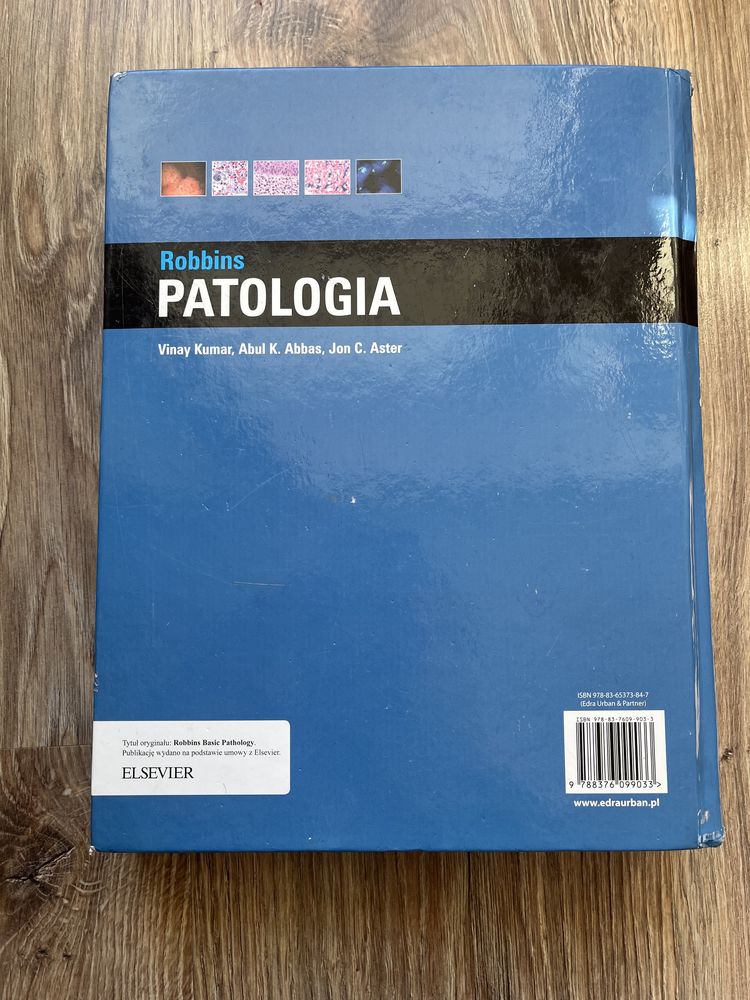 Robbins
PATOLOGIA
Vinay Kumar, Abul K. Abbas, Jon C. Aster
ISBN 978-83-65373-84-7
(Edra Urban & Partner)
ISBN 978-83-7609-903-3
9 788376 099033>
www.edraurban.pl
Tytuł oryginału: Robbins Basic Pathology.
Publikację wydano na podstawie umowy z Elsevier.
ELSEVIER